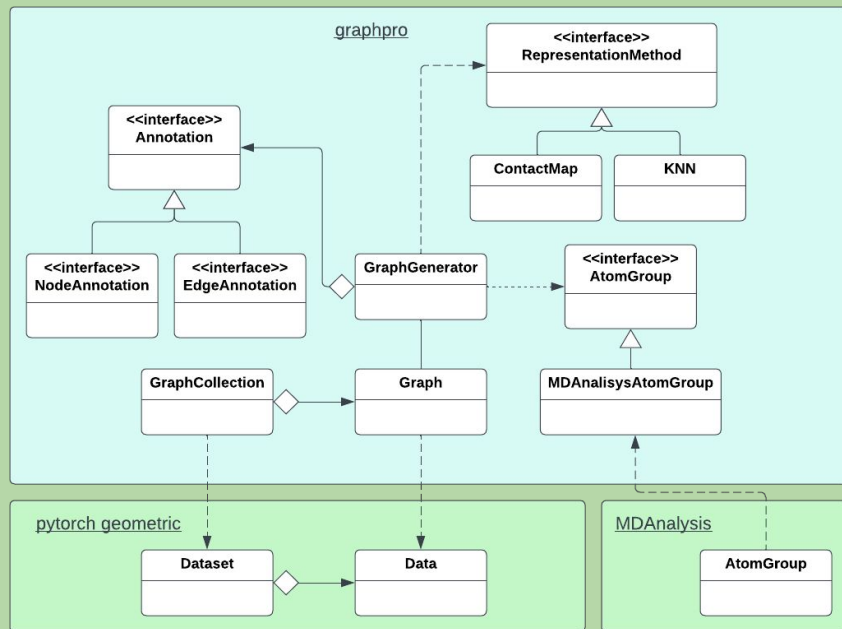 graphpro
<<interface>>
RepresentationMethod
<<interface>>
Annotation
ContactMap
KNN
<<interface>>
NodeAnnotation
<<interface>>
EdgeAnnotation
GraphGenerator
<<interface>>
AtomGroup
GraphCollection
Graph
MDAnalisysAtomGroup
pytorch geometric
MDAnalysis
Dataset
Data
AtomGroup